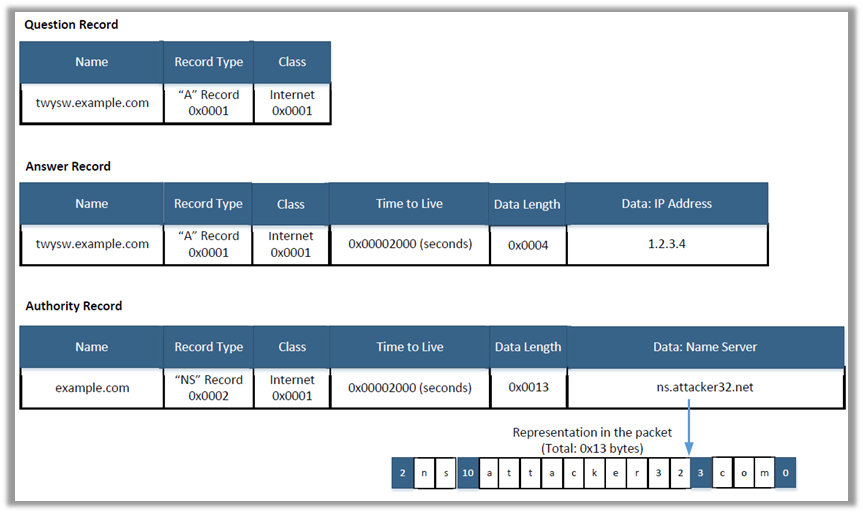 Question Record
Name Record Type Class
twysw.example.com "A" Record 0x0001 Internet 0x0001
Answer Record
Name Record Type Class Time to Live Data Length Data: IP Address
twysw.example.com "A" Record 0x0001 Internet 0x0001 0x00002000 (seconds) 0x0004 1.2.3.4
Authority Record
Name Record Type Class Time to Live Data Length Data: Name Server
example.com "NS" Record 0x0002 Internet 0x0001 0x00002000 (seconds) 0x0013 ns.attacker32.net
Representation in the packet
(Total: 0x13 bytes)
2 n s 10 a t t a c k e r 3 2 3 c o m 0